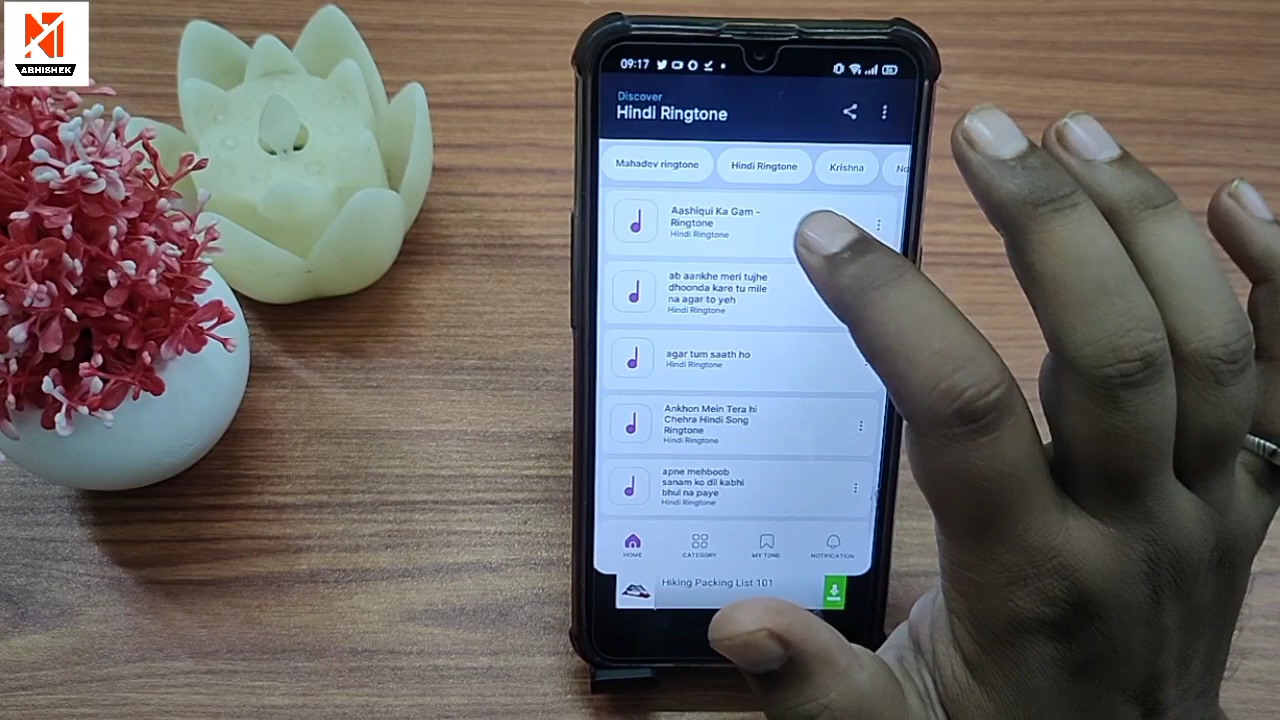 ABHISHEK
09:17
Discover
Hindi Ringtone
Mahadev ringtone
Hindi Ringtone
Krishna
Aashiqui Ka Gam -
Ringtone
Hindi Ringtone
ab aankhe meri tujhe
dhoonda kare tu mile
na agar to yeh
Hindi Ringtone
agar tum saath ho
Hindi Ringtone
Ankhon Mein Tera hi
Chehra Hindi Song
Ringtone
Hindi Ringtone
apne mehboob
sanam ko dil kabhi
bhul na paye
Hindi Ringtone
HOME
CATEGORY
MY TONE
NOTIFICATION
Hiking Packing List 101